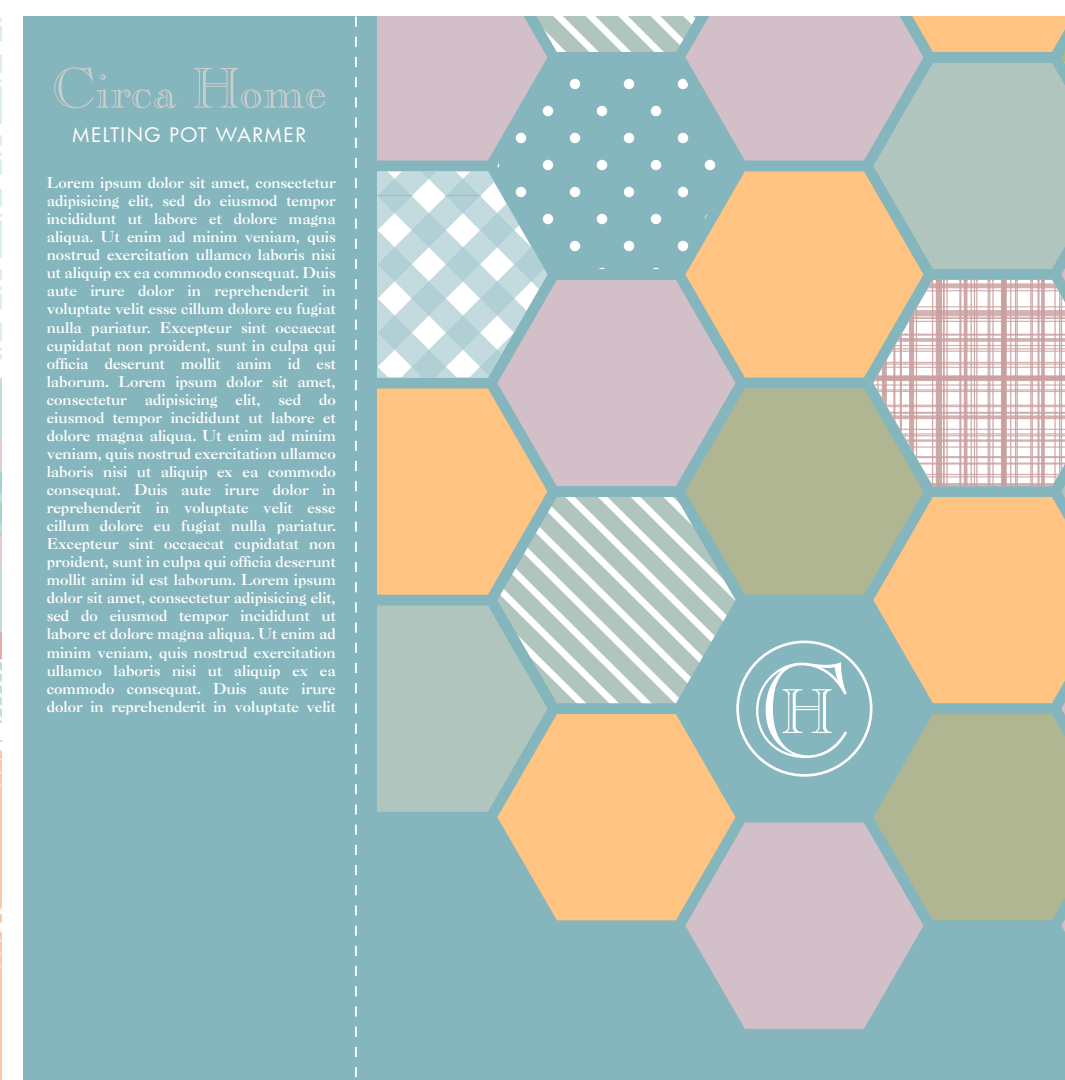 Circa Home
MELTING POT WARMER
Lorem ipsum dolor sit amet, consectetur
adipisicing elit, sed do eiusmod tempor
incididunt ut labore et dolore magna
aliqua. Ut enim ad minim veniam, quis
nostrud exercitation ullamco laboris nisi
ut aliquip ex ea commodo consequat. Duis
aute irure dolor in reprehenderit in
voluptate velit esse cillum dolore eu fugiat
nulla pariatur. Excepteur sint occaecat
cupidatat non proident, sunt in culpa qui
officia deserunt mollit anim id est
laborum. Lorem ipsum dolor sit amet,
consectetur adipisicing elit, sed do
eiusmod tempor incididunt ut labore et
dolore magna aliqua. Ut enim ad minim
veniam, quis nostrud exercitation ullamco
laboris nisi ut aliquip ex ea commodo
consequat. Duis aute irure dolor in
reprehenderit in voluptate velit esse
cillum dolore eu fugiat nulla pariatur.
Excepteur sint occaecat cupidatat non
proident, sunt in culpa qui officia deserunt
mollit anim id est laborum. Lorem ipsum
dolor sit amet, consectetur adipisicing elit,
sed do eiusmod tempor incididunt ut
labore et dolore magna aliqua. Ut enim ad
minim veniam, quis nostrud exercitation
ullamco laboris nisi ut aliquip ex ea
commodo consequat. Duis aute irure
dolor in reprehenderit in voluptate velit
CH